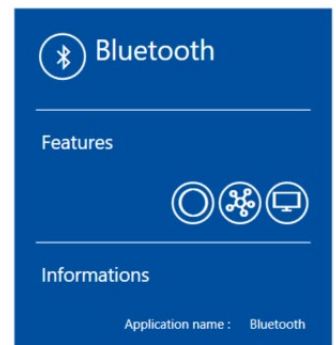 Bluetooth
Features
Informations
Application name : Bluetooth